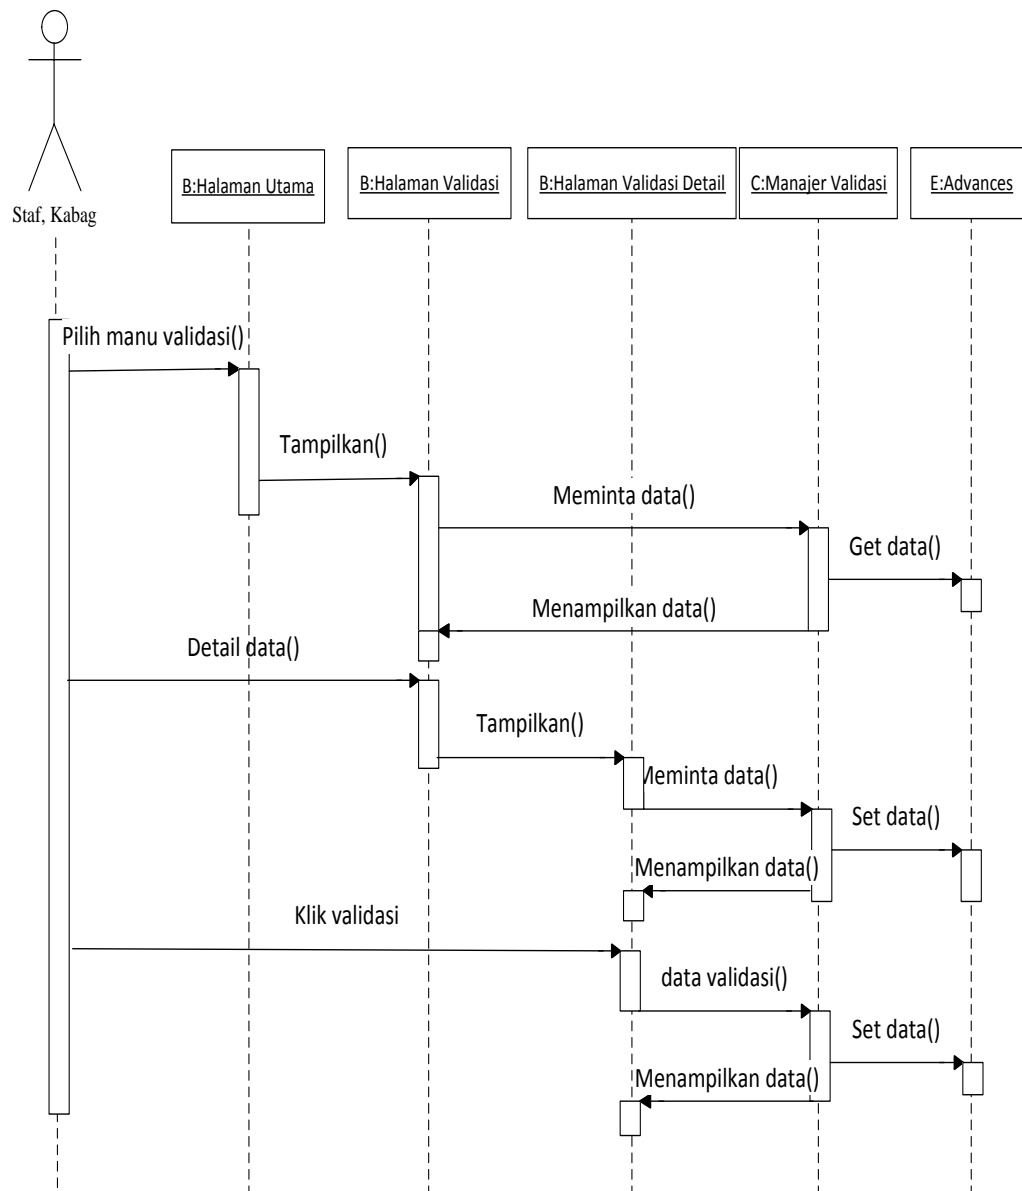 Staf, Kabag
B:Halaman Utama
B:Halaman Validasi
B:Halaman Validasi Detail
C:Manajer Validasi
E:Advances
Pilih manu validasi()
Tampilkan()
Meminta data()
Get data()
Menampilkan data()
Detail data()
Tampilkan()
Meminta data()
Set data()
Menampilkan data()
Klik validasi
data validasi()
Set data()
Menampilkan data()